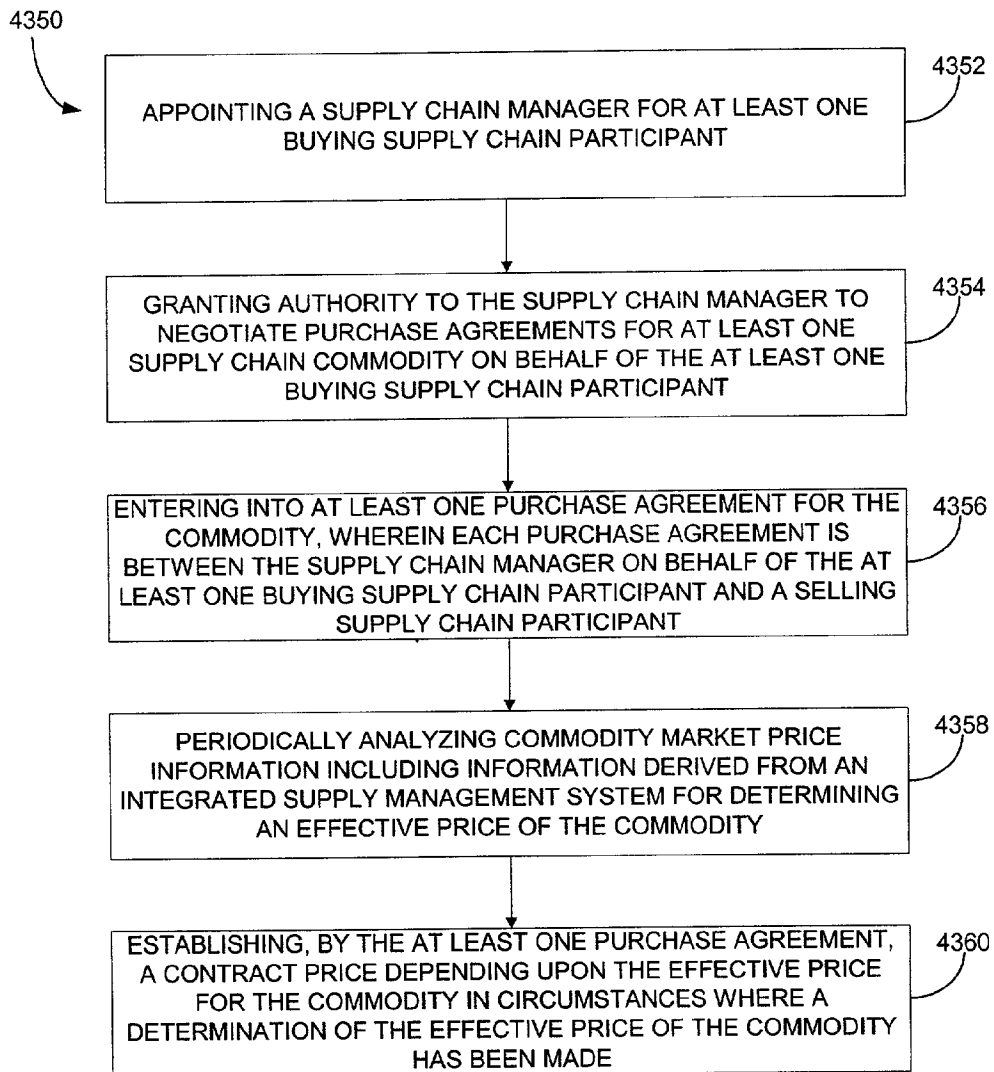 4350
4352
APPOINTING A SUPPLY CHAIN MANAGER FOR AT LEAST ONE
BUYING SUPPLY CHAIN PARTICIPANT
4354
GRANTING AUTHORITY TO THE SUPPLY CHAIN MANAGER TO
NEGOTIATE PURCHASE AGREEMENTS FOR AT LEAST ONE
SUPPLY CHAIN COMMODITY ON BEHALF OF THE AT LEAST ONE
BUYING SUPPLY CHAIN PARTICIPANT
4356
ENTERING INTO AT LEAST ONE PURCHASE AGREEMENT FOR THE
COMMODITY, WHEREIN EACH PURCHASE AGREEMENT IS
BETWEEN THE SUPPLY CHAIN MANAGER ON BEHALF OF THE AT
LEAST ONE BUYING SUPPLY CHAIN PARTICIPANT AND A SELLING
SUPPLY CHAIN PARTICIPANT
4358
PERIODICALLY ANALYZING COMMODITY MARKET PRICE
INFORMATION INCLUDING INFORMATION DERIVED FROM AN
INTEGRATED SUPPLY MANAGEMENT SYSTEM FOR DETERMINING
AN EFFECTIVE PRICE OF THE COMMODITY
4360
ESTABLISHING, BY THE AT LEAST ONE PURCHASE AGREEMENT,
A CONTRACT PRICE DEPENDING UPON THE EFFECTIVE PRICE
FOR THE COMMODITY IN CIRCUMSTANCES WHERE A
DETERMINATION OF THE EFFECTIVE PRICE OF THE COMMODITY
HAS BEEN MADE